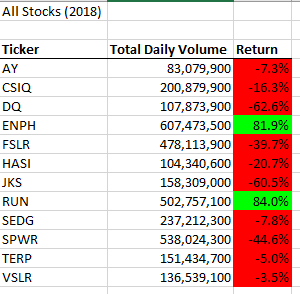 All Stocks (2018)
Ticker Total Daily Volume Return
AY 83,079,900 -7.3%
CSIQ 200,879,900 -16.3%
DQ 107,873,900 -62.6%
ENPH 607,473,500 81.9%
FSLR 478,113,900 -39.7%
HASI 104,340,600 -20.7%
JKS 158,309,000 -60.5%
RUN 502,757,100 84.0%
SEDG 237,212,300 -7.8%
SPWR 538,024,300 -44.6%
TERP 151,434,700 -5.0%
VSLR 136,539,100 -3.5%